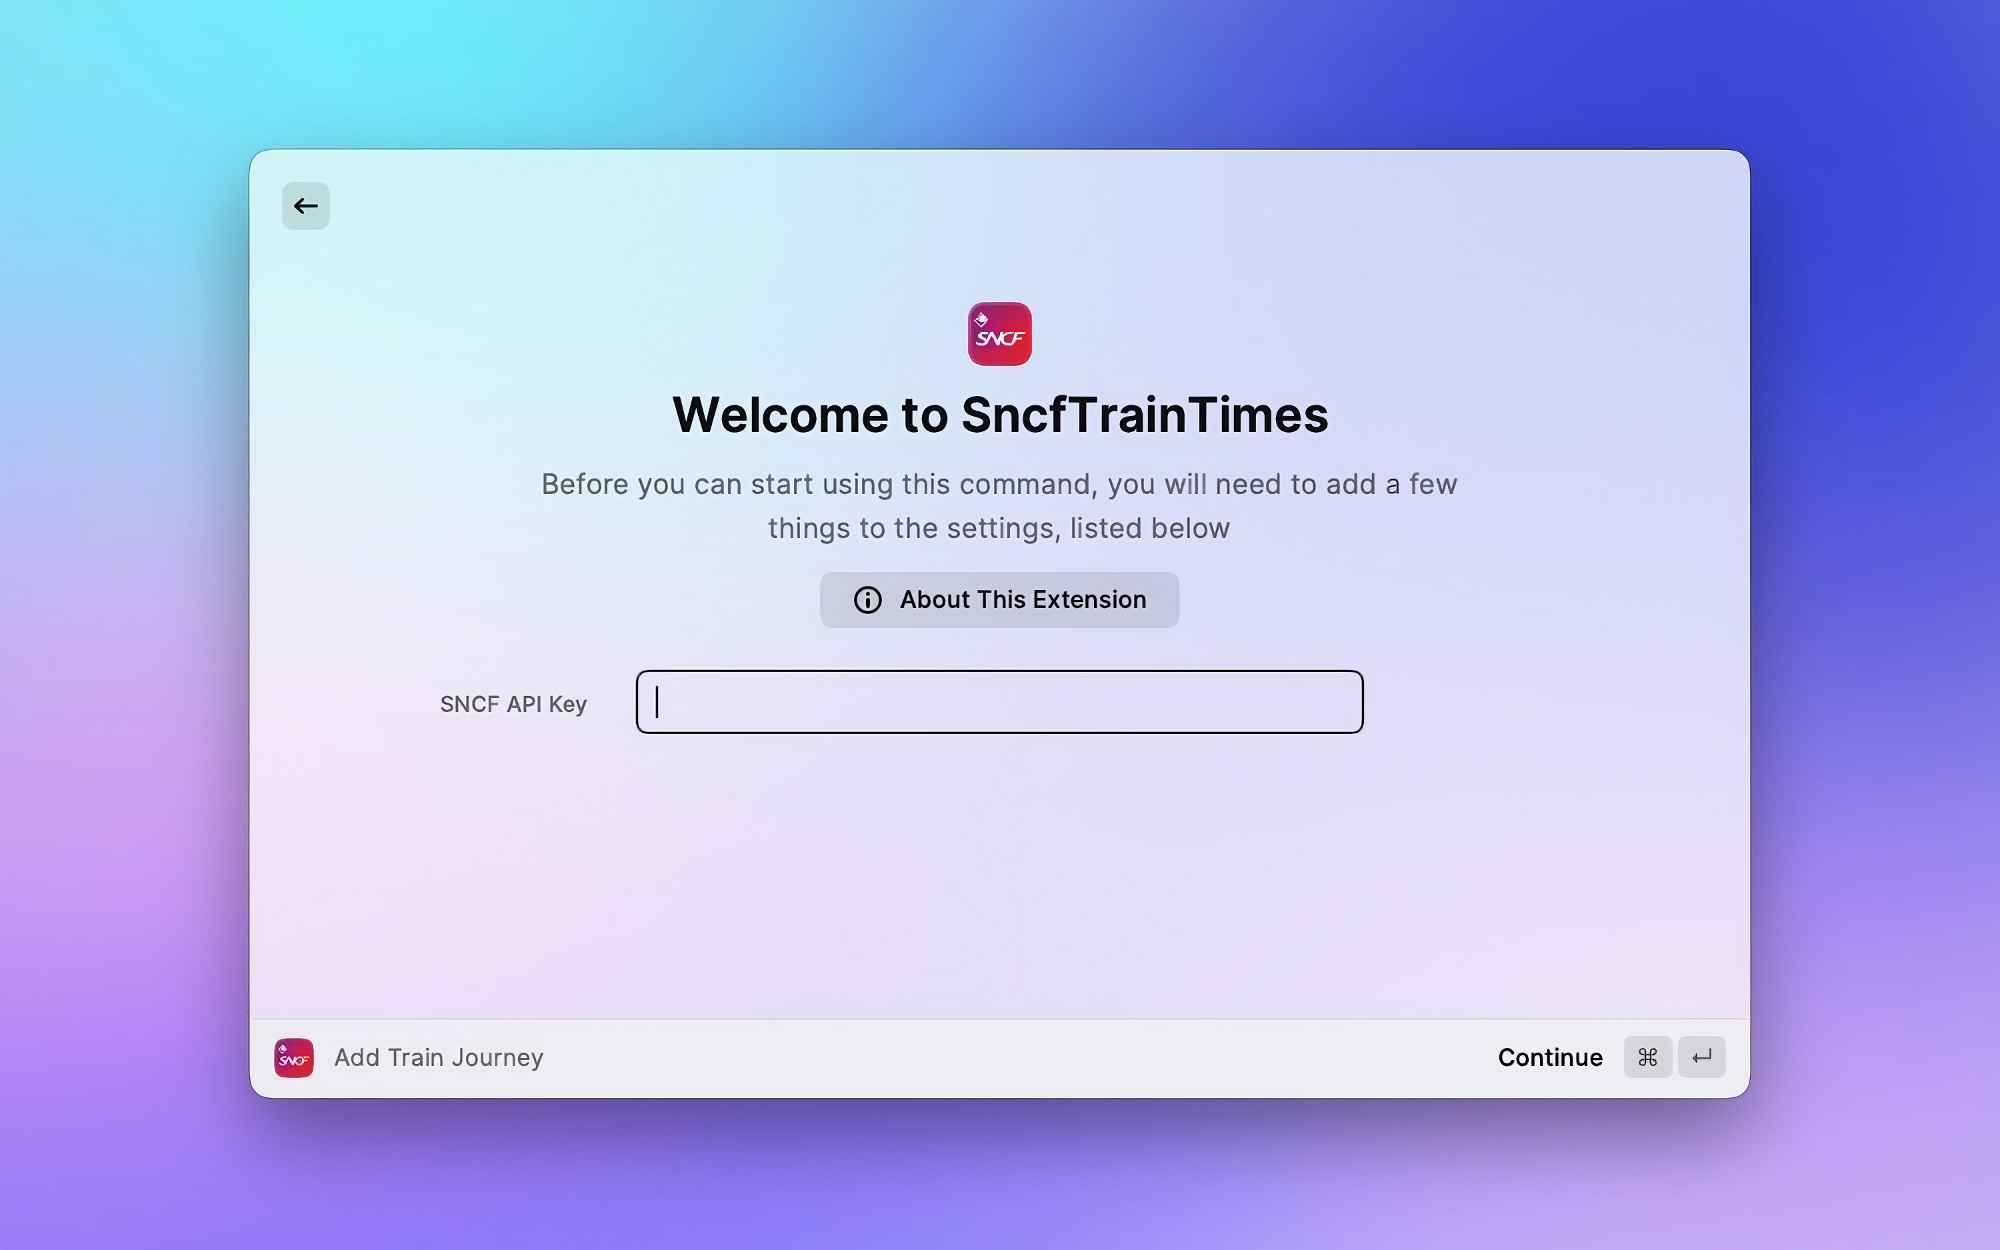 SNCF
Welcome to SncfTrainTimes
Before you can start using this command, you will need to add a few
things to the settings, listed below
About This Extension
SNCF API Key
SNCF
Add Train Journey
Continue ⌘ ↵